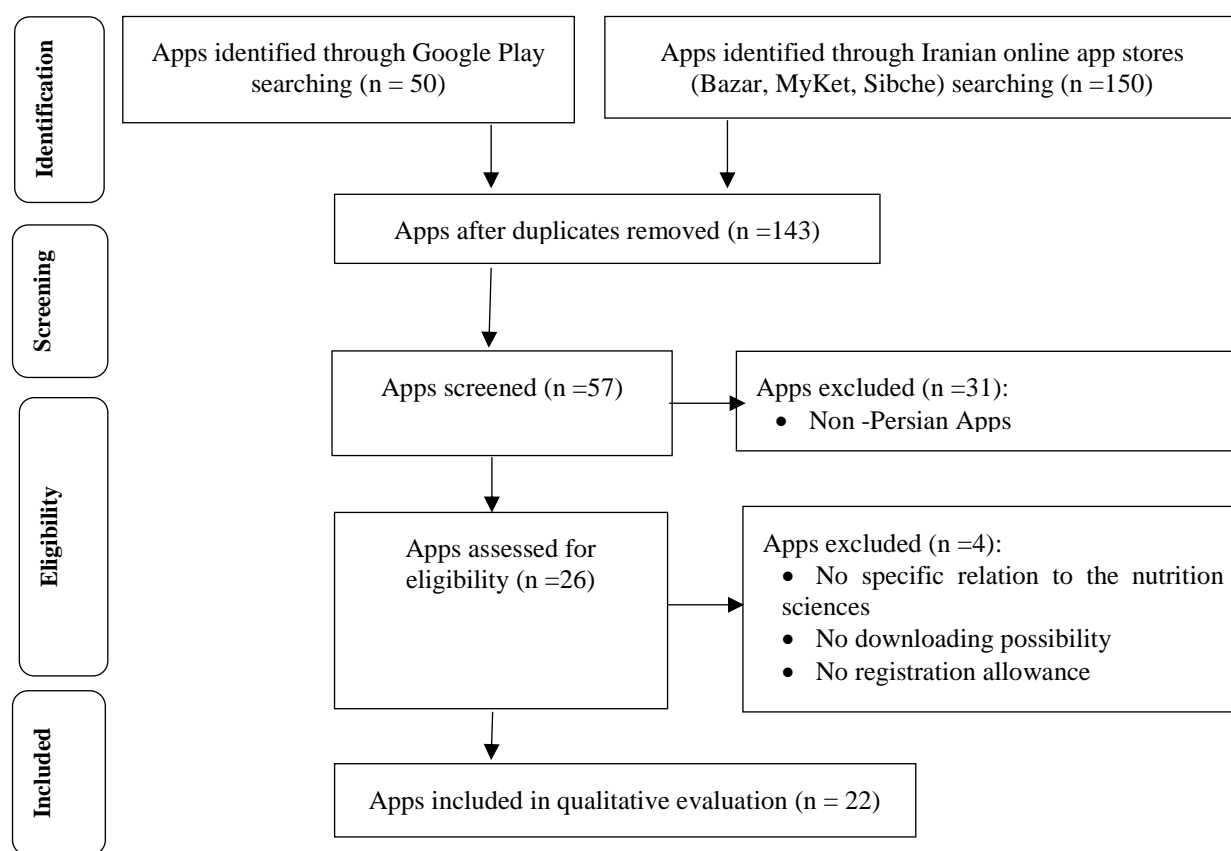 Identification
Apps identified through Google Play
searching (n = 50)
Apps identified through Iranian online app stores
(Bazar, MyKet, Sibche) searching (n =150)
Apps after duplicates removed (n =143)
Screening
Apps screened (n =57)
Apps excluded (n =31):
• Non -Persian Apps
Eligibility
Apps assessed for
eligibility (n =26)
Apps excluded (n =4):
• No specific relation to the nutrition
sciences
• No downloading possibility
• No registration allowance
Included
Apps included in qualitative evaluation (n = 22)